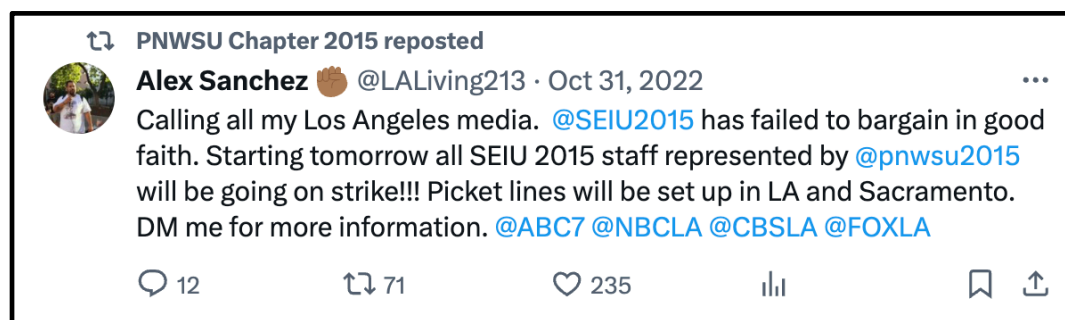 PNWSU Chapter 2015 reposted
Alex Sanchez ✊🏾 @LALiving213 · Oct 31, 2022
Calling all my Los Angeles media. @SEIU2015 has failed to bargain in good
faith. Starting tomorrow all SEIU 2015 staff represented by @pnwsu2015
will be going on strike!!! Picket lines will be set up in LA and Sacramento.
DM me for more information. @ABC7 @NBCLA @CBSLA @FOXLA
12 71 235